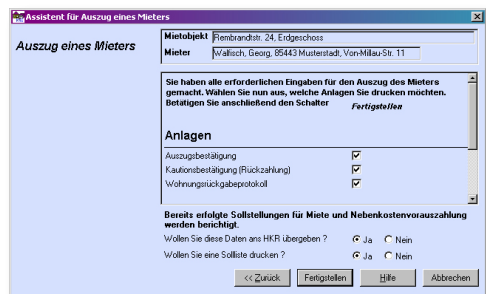 Assistent für Auszug eines Mieters
Auszug eines Mieters
Mietobjekt Rembrandtstr. 24, Erdgeschoss
Mieter Walfisch, Georg, 85443 Musterstadt, Von-Millau-Str. 11
Sie haben alle erforderlichen Eingaben für den Auszug des Mieters
gemacht. Wählen Sie nun aus, welche Anlagen Sie drucken möchten.
Betätigen Sie anschließend den Schalter Fertigstellen
Anlagen
Auszugsbestätigung
Kautionsbestätigung (Rückzahlung)
Wohnungsrückgabeprotokoll
Bereits erfolgte Sollstellungen für Miete und Nebenkostenvorauszahlung
werden berichtigt.
Wollen Sie diese Daten ans HKR übergeben ? Ja Nein
Wollen Sie eine Sollliste drucken ? Ja Nein
<< Zurück Fertigstellen Hilfe Abbrechen